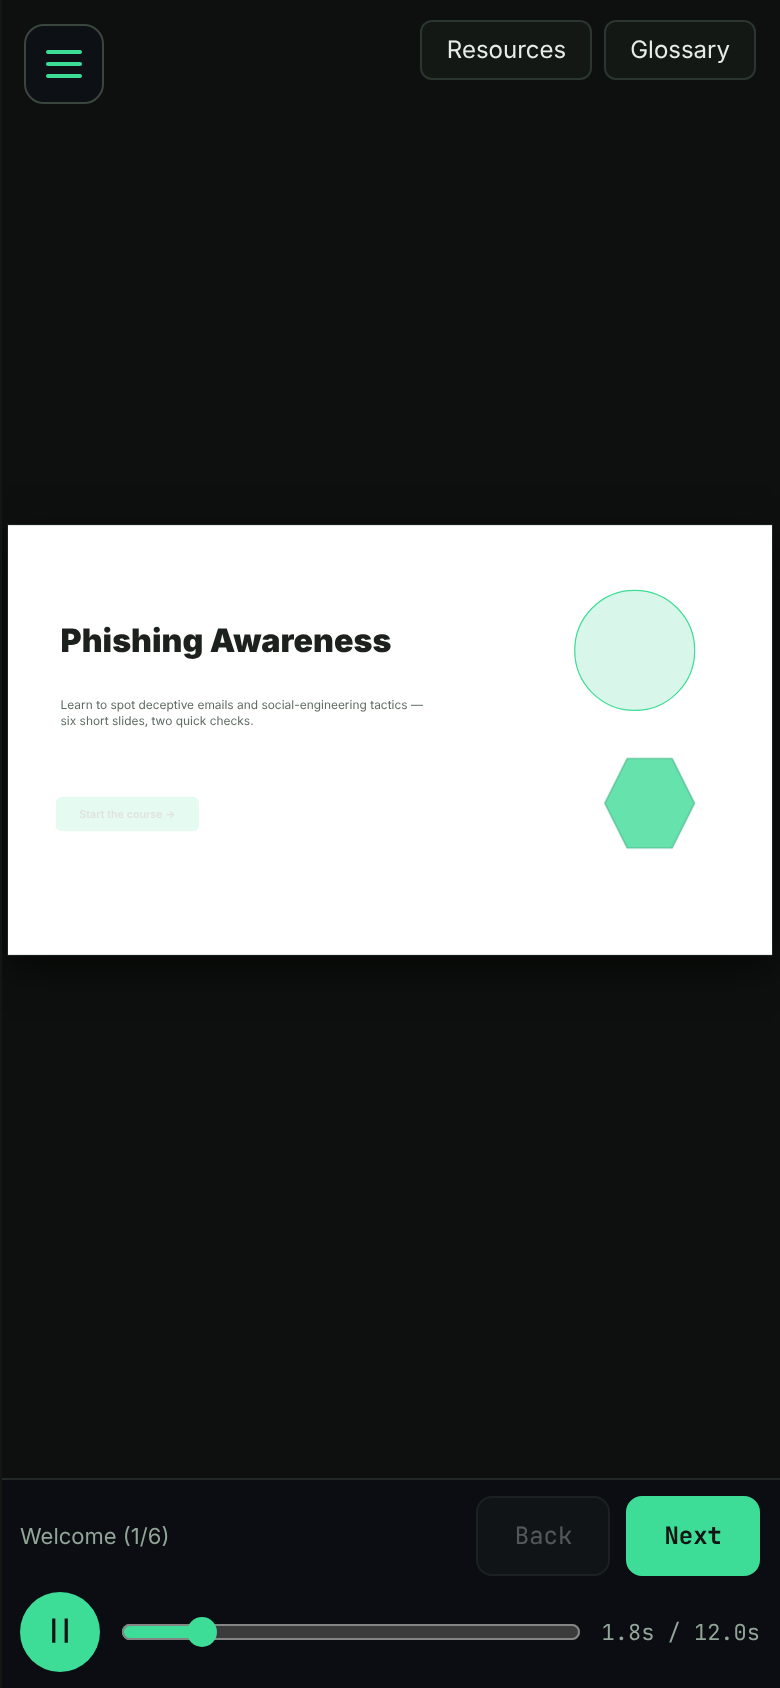 Resources
Glossary
Phishing Awareness
Learn to spot deceptive emails and social-engineering tactics —
six short slides, two quick checks.
Start the course →
Welcome (1/6)
Back
Next
1.8s / 12.0s